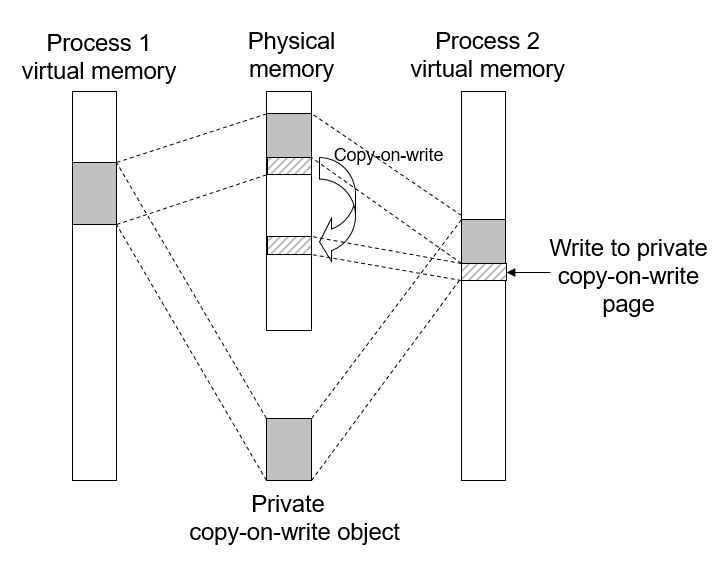 Process 1
virtual memory
Physical
memory
Process 2
virtual memory
Copy-on-write
Write to private
copy-on-write
page
Private
copy-on-write object